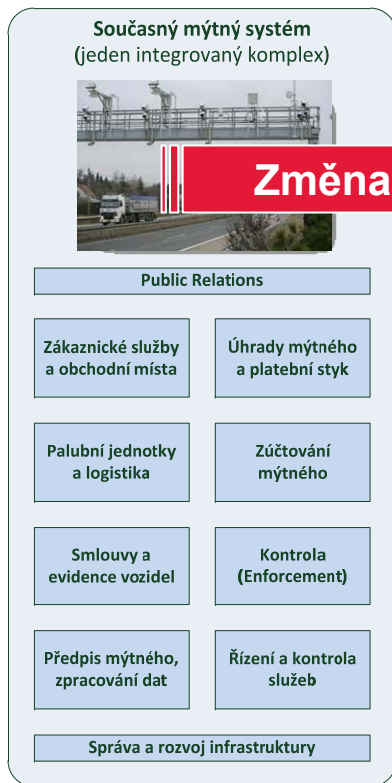 Současný mýtný systém
(jeden integrovaný komplex)
Změna
Public Relations
Zákaznické služby
a obchodní místa
Úhrady mýtného
a platební styk
Palubní jednotky
a logistika
Zúčtování
mýtného
Smlouvy a
evidence vozidel
Kontrola
(Enforcement)
Předpis mýtného,
zpracování dat
Řízení a kontrola
služeb
Správa a rozvoj infrastruktury